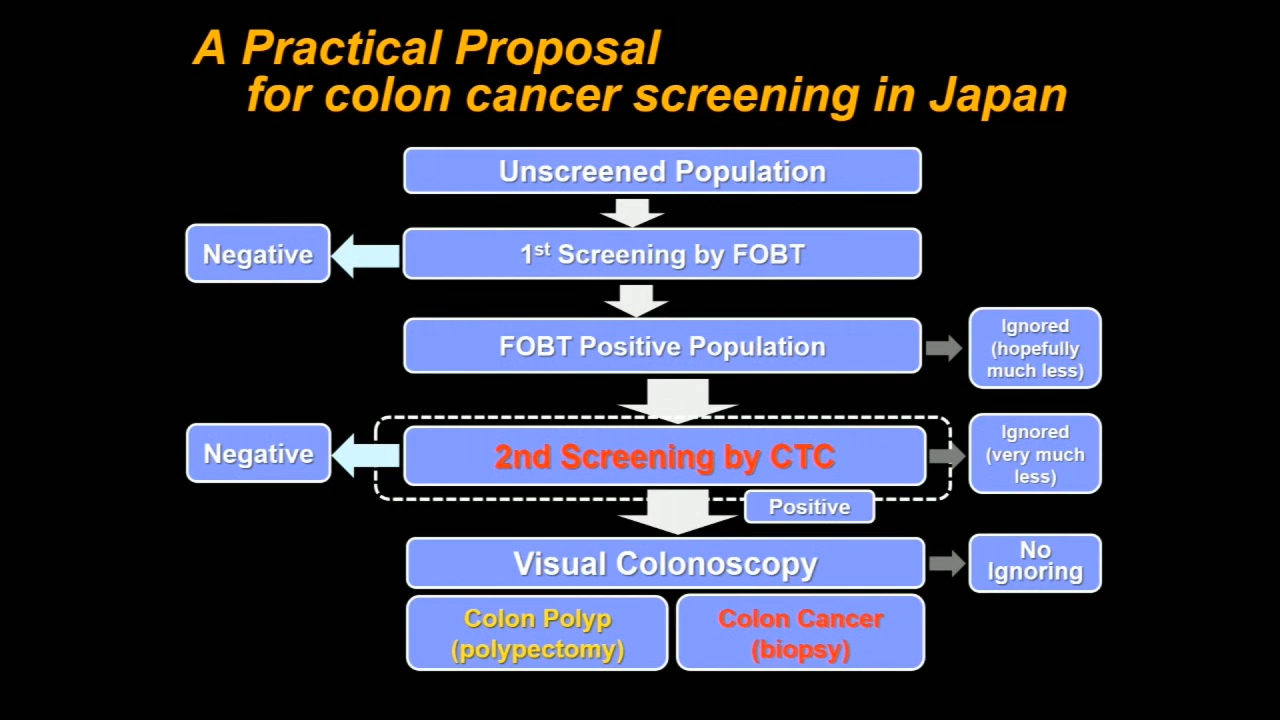 A Practical Proposal
for colon cancer screening in Japan
Unscreened Population
Negative
1st Screening by FOBT
FOBT Positive Population
Ignored
(hopefully
much less)
Negative
2nd Screening by CTC
Ignored
(very much
less)
Positive
Visual Colonoscopy
No
Ignoring
Colon Polyp
(polypectomy)
Colon Cancer
(biopsy)